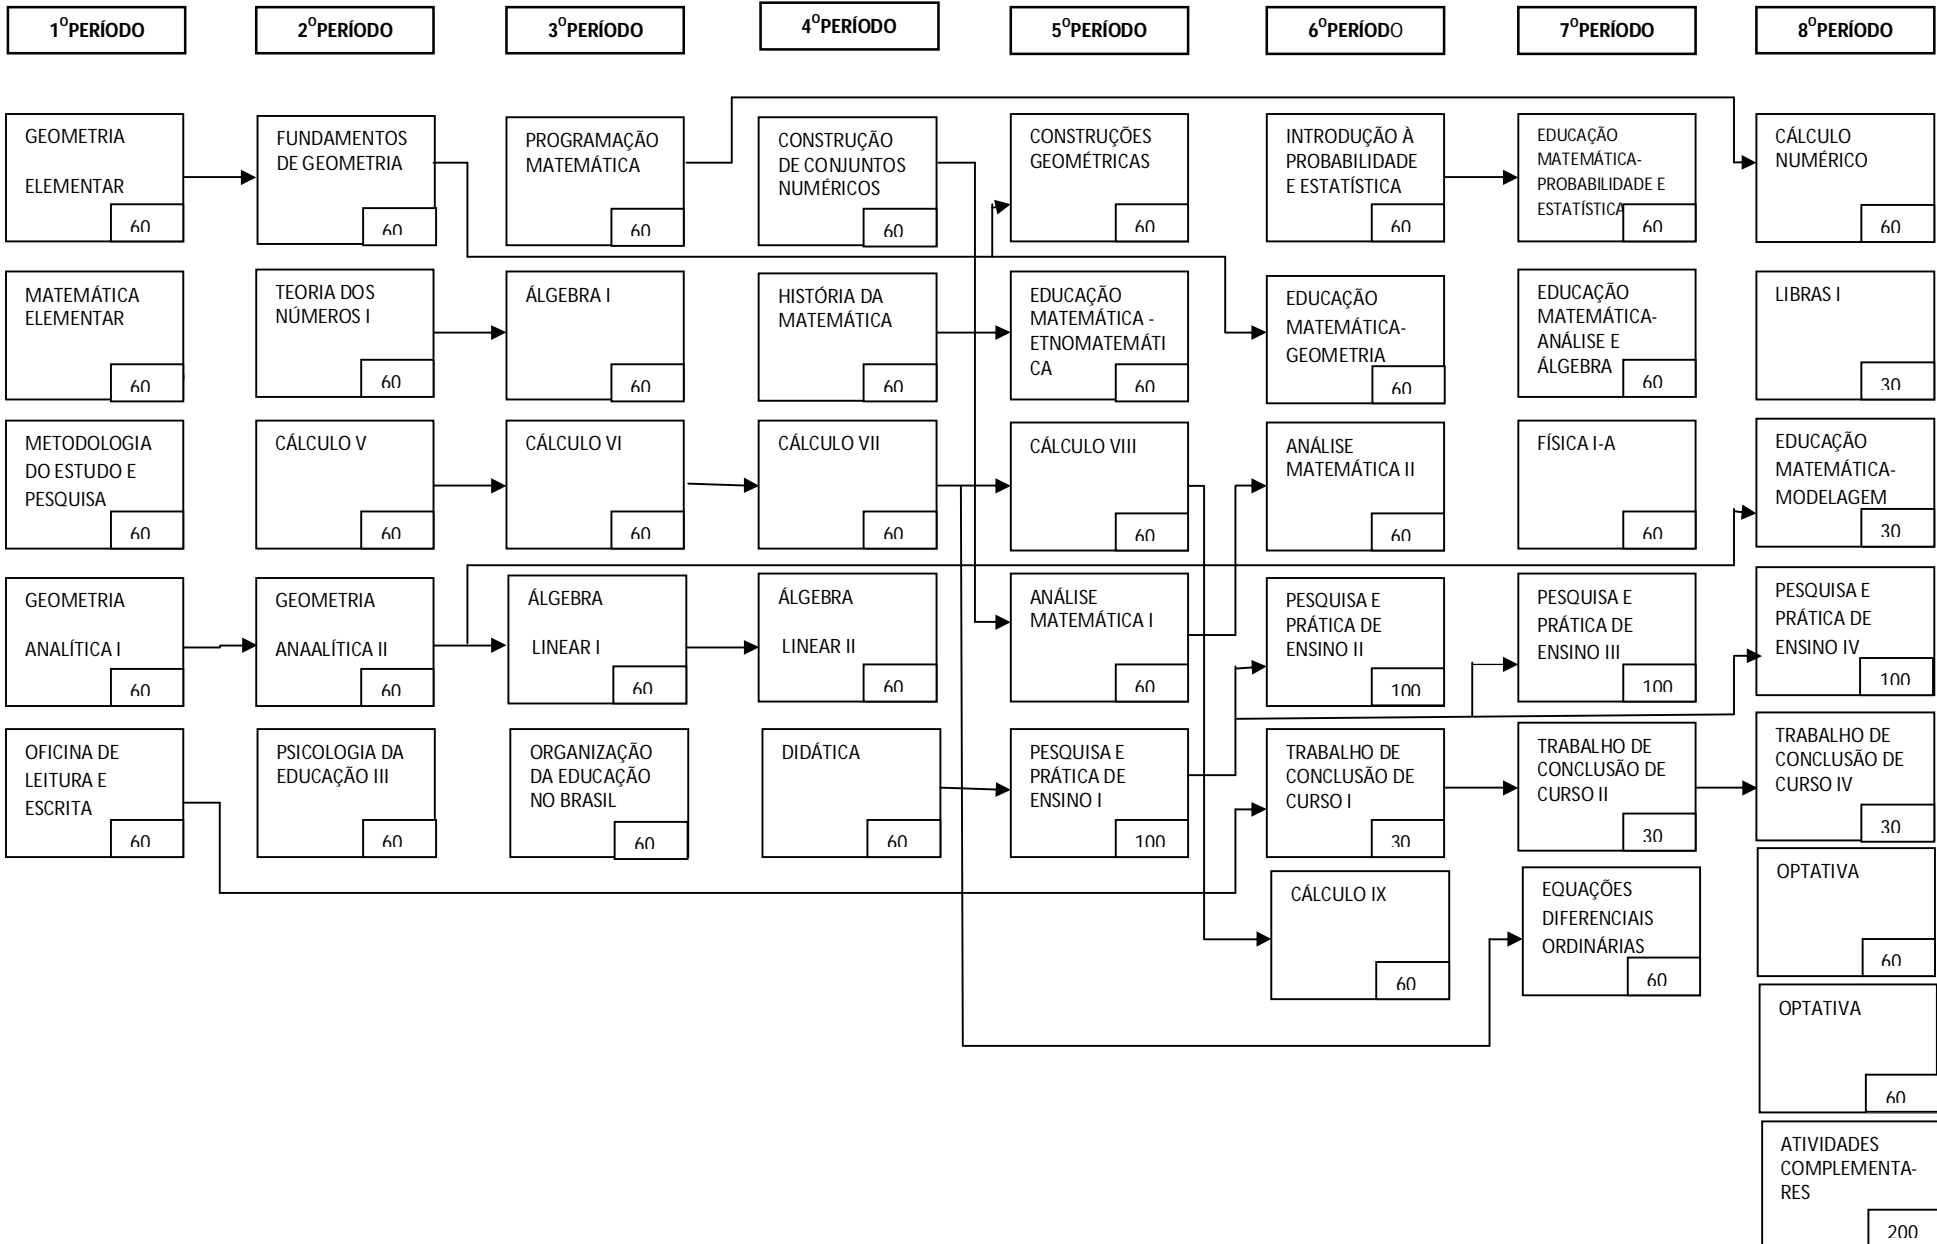 1ºPERÍODO
2ºPERÍODO
3ºPERÍODO
4ºPERÍODO
5ºPERÍODO
6ºPERÍODO
7ºPERÍODO
8ºPERÍODO
GEOMETRIA
ELEMENTAR
60
FUNDAMENTOS
DE GEOMETRIA
60
PROGRAMAÇÃO
MATEMÁTICA
60
CONSTRUÇÃO
DE CONJUNTOS
NUMÉRICOS
60
CONSTRUÇÕES
GEOMÉTRICAS
60
INTRODUÇÃO À
PROBABILIDADE
E ESTATÍSTICA
60
EDUCAÇÃO
MATEMÁTICA-
PROBABILIDADE E
ESTATÍSTICA
60
CÁLCULO
NUMÉRICO
60
MATEMÁTICA
ELEMENTAR
60
TEORIA DOS
NÚMEROS I
60
ÁLGEBRA I
60
HISTÓRIA DA
MATEMÁTICA
60
EDUCAÇÃO
MATEMÁTICA -
ETNOMATEMÁTI
CA
60
EDUCAÇÃO
MATEMÁTICA-
GEOMETRIA
60
EDUCAÇÃO
MATEMÁTICA-
ANÁLISE E
ÁLGEBRA
60
LIBRAS I
30
METODOLOGIA
DO ESTUDO E
PESQUISA
60
CÁLCULO V
60
CÁLCULO VI
60
CÁLCULO VII
60
CÁLCULO VIII
60
ANÁLISE
MATEMÁTICA II
60
FÍSICA I-A
60
EDUCAÇÃO
MATEMÁTICA-
MODELAGEM
30
GEOMETRIA
ANALÍTICA I
60
GEOMETRIA
ANAALÍTICA II
60
ÁLGEBRA
LINEAR I
60
ÁLGEBRA
LINEAR II
60
ANÁLISE
MATEMÁTICA I
60
PESQUISA E
PRÁTICA DE
ENSINO II
100
PESQUISA E
PRÁTICA DE
ENSINO III
100
PESQUISA E
PRÁTICA DE
ENSINO IV
100
OFICINA DE
LEITURA E
ESCRITA
60
PSICOLOGIA DA
EDUCAÇÃO III
60
ORGANIZAÇÃO
DA EDUCAÇÃO
NO BRASIL
60
DIDÁTICA
60
PESQUISA E
PRÁTICA DE
ENSINO I
100
TRABALHO DE
CONCLUSÃO DE
CURSO I
30
TRABALHO DE
CONCLUSÃO DE
CURSO II
30
TRABALHO DE
CONCLUSÃO DE
CURSO IV
30
CÁLCULO IX
60
EQUAÇÕES
DIFERENCIAIS
ORDINÁRIAS
60
OPTATIVA
60
OPTATIVA
60
ATIVIDADES
COMPLEMENTA-
RES
200